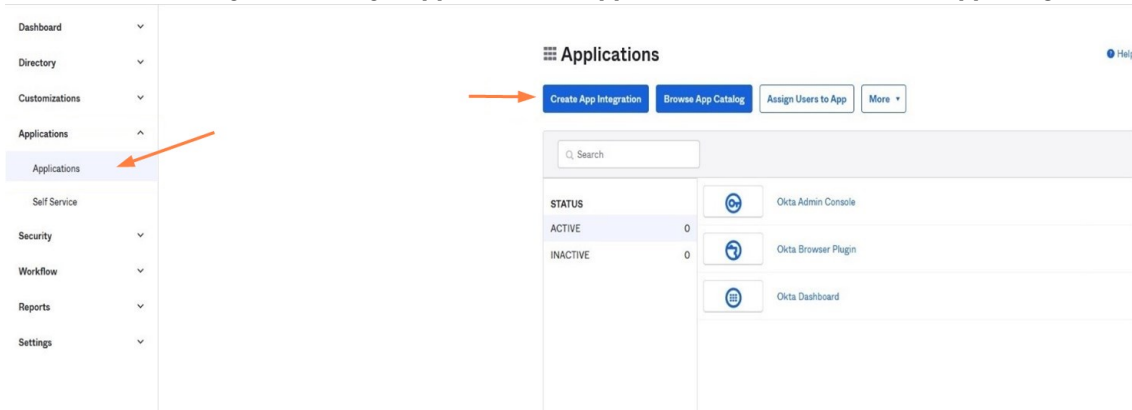 Dashboard
Directory
Customizations
Applications
Applications
Self Service
Security
Workflow
Reports
Settings
Applications
Help
Create App Integration
Browse App Catalog
Assign Users to App
More
Search
STATUS
ACTIVE 0
INACTIVE 0
Okta Admin Console
Okta Browser Plugin
Okta Dashboard